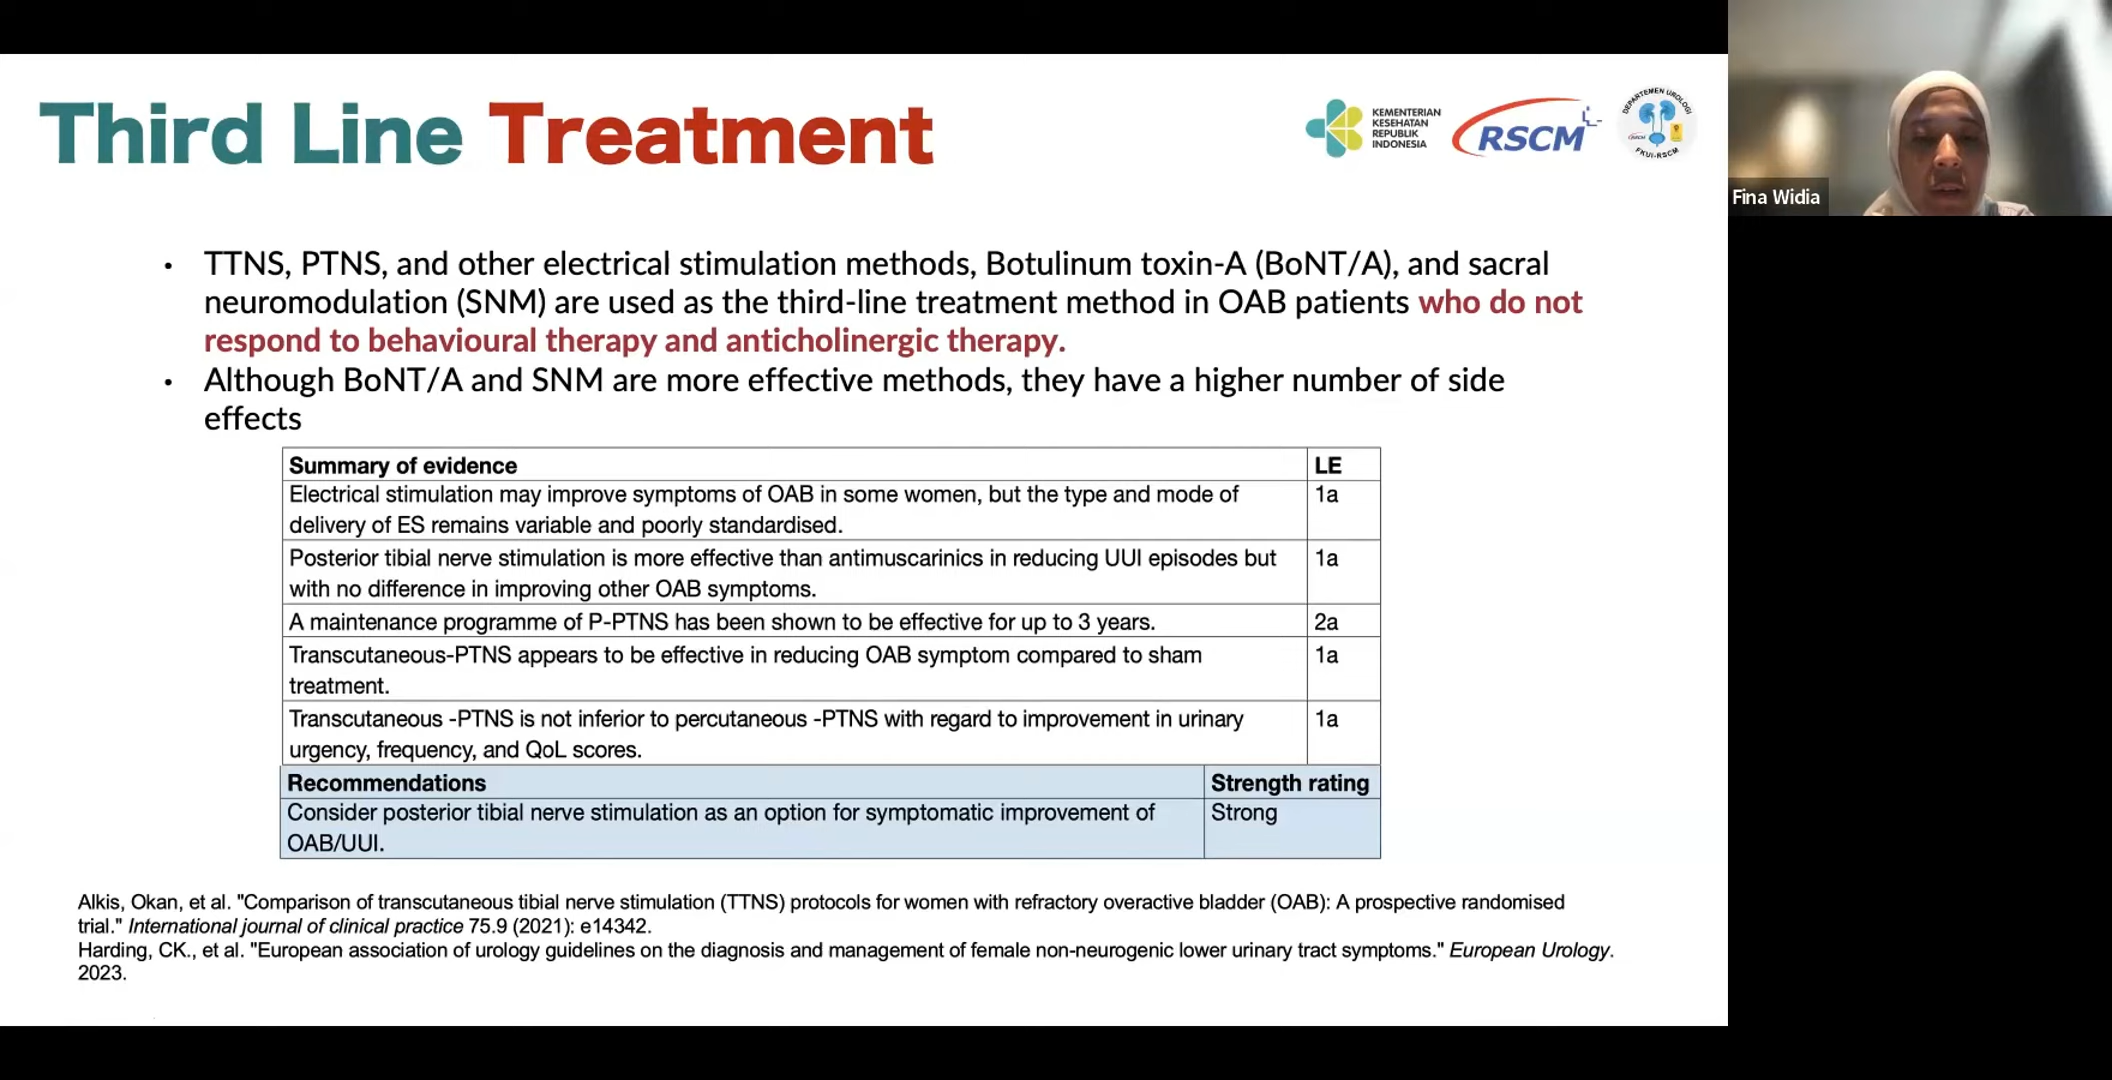 Third Line Treatment
KEMENTERIAN
KESEHATAN
REPUBLIK
INDONESIA
RSCM
DEPARTEMEN UROLOGI
RSCM
FKUI-RSCM
Fina Widia
• TTNS, PTNS, and other electrical stimulation methods, Botulinum toxin-A (BoNT/A), and sacral
neuromodulation (SNM) are used as the third-line treatment method in OAB patients who do not
respond to behavioural therapy and anticholinergic therapy.
• Although BoNT/A and SNM are more effective methods, they have a higher number of side
effects
Summary of evidence LE
Electrical stimulation may improve symptoms of OAB in some women, but the type and mode of 1a
delivery of ES remains variable and poorly standardised.
Posterior tibial nerve stimulation is more effective than antimuscarinics in reducing UUI episodes but 1a
with no difference in improving other OAB symptoms.
A maintenance programme of P-PTNS has been shown to be effective for up to 3 years. 2a
Transcutaneous-PTNS appears to be effective in reducing OAB symptom compared to sham 1a
treatment.
Transcutaneous -PTNS is not inferior to percutaneous -PTNS with regard to improvement in urinary 1a
urgency, frequency, and QoL scores.
Recommendations Strength rating
Consider posterior tibial nerve stimulation as an option for symptomatic improvement of Strong
OAB/UUI.
Alkis, Okan, et al. "Comparison of transcutaneous tibial nerve stimulation (TTNS) protocols for women with refractory overactive bladder (OAB): A prospective randomised
trial." International journal of clinical practice 75.9 (2021): e14342.
Harding, CK., et al. "European association of urology guidelines on the diagnosis and management of female non-neurogenic lower urinary tract symptoms." European Urology.
2023.